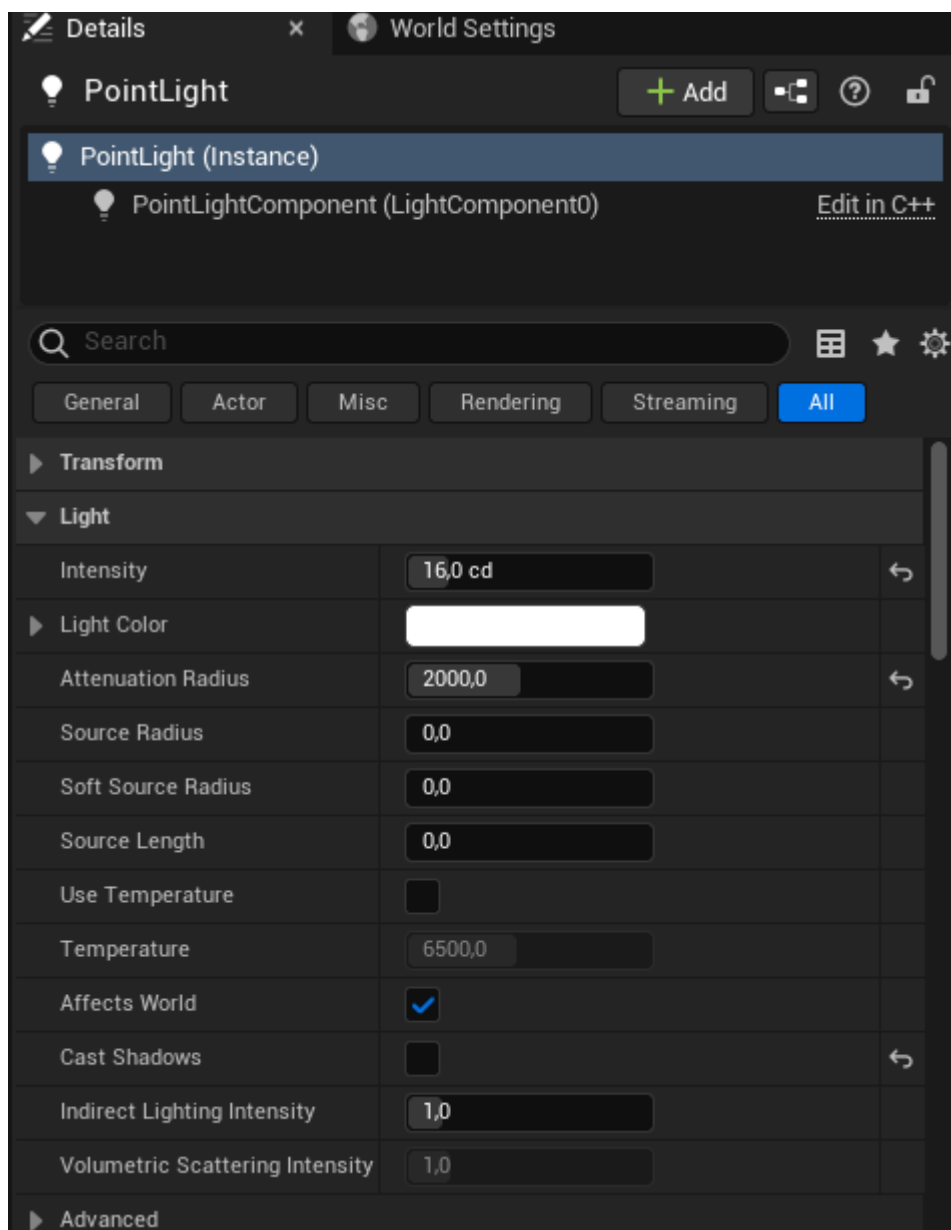 Details × World Settings
PointLight + Add
PointLight (Instance)
PointLightComponent (LightComponent0) Edit in C++
Search
General Actor Misc Rendering Streaming All
Transform
Light
Intensity 16,0 cd
Light Color
Attenuation Radius 2000,0
Source Radius 0,0
Soft Source Radius 0,0
Source Length 0,0
Use Temperature
Temperature 6500,0
Affects World
Cast Shadows
Indirect Lighting Intensity 1,0
Volumetric Scattering Intensity 1,0
Advanced